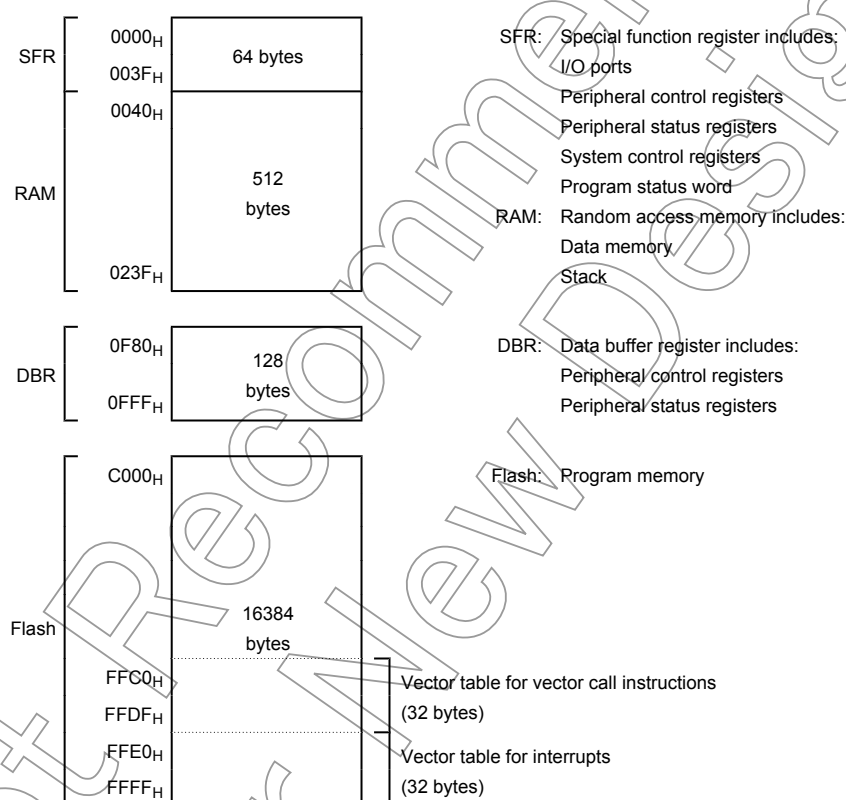 SFR
0000H
003FH
64 bytes
RAM
0040H
023FH
512
bytes
DBR
0F80H
0FFFH
128
bytes
Flash
C000H
16384
bytes
FFC0H
FFDFH
FFE0H
FFFFH
Vector table for vector call instructions
(32 bytes)
Vector table for interrupts
(32 bytes)
SFR: Special function register includes:
I/O ports
Peripheral control registers
Peripheral status registers
System control registers
Program status word
RAM: Random access memory includes:
Data memory
Stack
DBR: Data buffer register includes:
Peripheral control registers
Peripheral status registers
Flash: Program memory